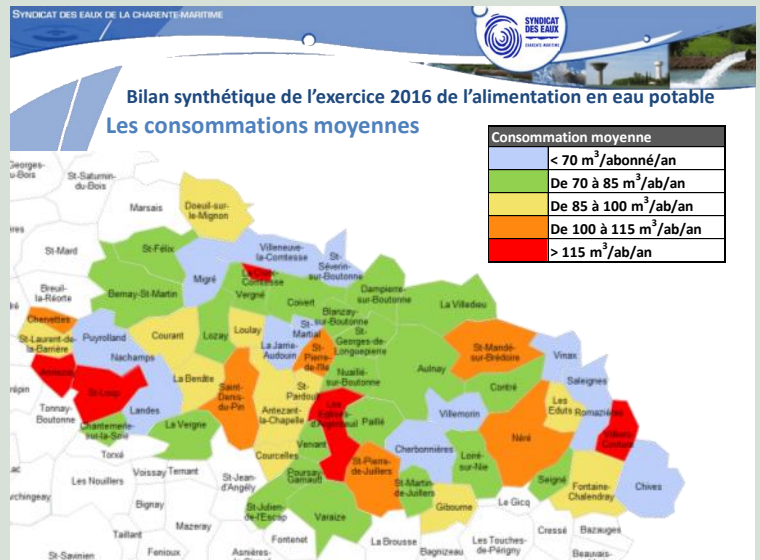 SYNDICAT DES EAUX DE LA CHARENTE-MARITIME
SYNDICAT
DES EAUX
CHARENTE MARITIME
Bilan synthétique de l'exercice 2016 de l'alimentation en eau potable
Les consommations moyennes
Consommation moyenne
< 70 m³/abonné/an
De 70 à 85 m³/ab/an
De 85 à 100 m³/ab/an
De 100 à 115 m³/ab/an
> 115 m³/ab/an
Georges-
u-Bois
St-Saturnin-
du-Bois
Marsais
Doeuil-sur-
le-Mignon
St-Mard
St-Félix
Villeneuve-
la-Comtesse
St-
Séverin-
sur-Boutonne
Migré
La Croix-
Comtesse
Breuil-
la-Réorte
Bernay-St-Martin
Vergné
Coivert
Dampierre-
sur-Boutonne
La Villedieu
Chervettes
St-Laurent-de-
la-Barrière
Puyrolland
Courant
Lozay
Loulay
St-
Martial
Blanzay-
sur-Boutonne
St-
Georges-de-
Longuepierre
Nachamps
La Jarrie-
Audouin
St-
Pierre-
de-l'Ile
Aulnay
St-Mandé-
sur-Brédoire
Vinax
St-Loup
La Benâte
Saint-
Denis-
du-Pin
St-
Pardoult
Nuaillé-
sur-Boutonne
Contré
Saleignes
Tonnay-
Boutonne
Landes
Antezant-
la-Chapelle
Les
Eglises-
d'Argenteuil
Paillé
Villemorin
Les
Eduts
Romazières
Chantemerle-
sur-la-Soie
La Vergne
Néré
Torxé
Courcelles
Cherbonnières
Loiré-
sur-Nie
Les Nouillers
Voissay
Ternant
St-Jean-
d'Angély
Poursay-
Garnaud
St-Pierre-
de-Juillers
St-Martin-
de-Juillers
Seigné
Fontaine-
Chalendray
Chives
rchingeay
Bignay
St-Julien-
de-l'Escap
Varaize
Gibourne
Le Gicq
Taillant
Mazeray
Fontenet
La Brousse
Cressé
Bazauges
St-Savinien
Fenioux
Asnières-
Bagnizeau
Les Touches-
de-Périgny
Beauvais-